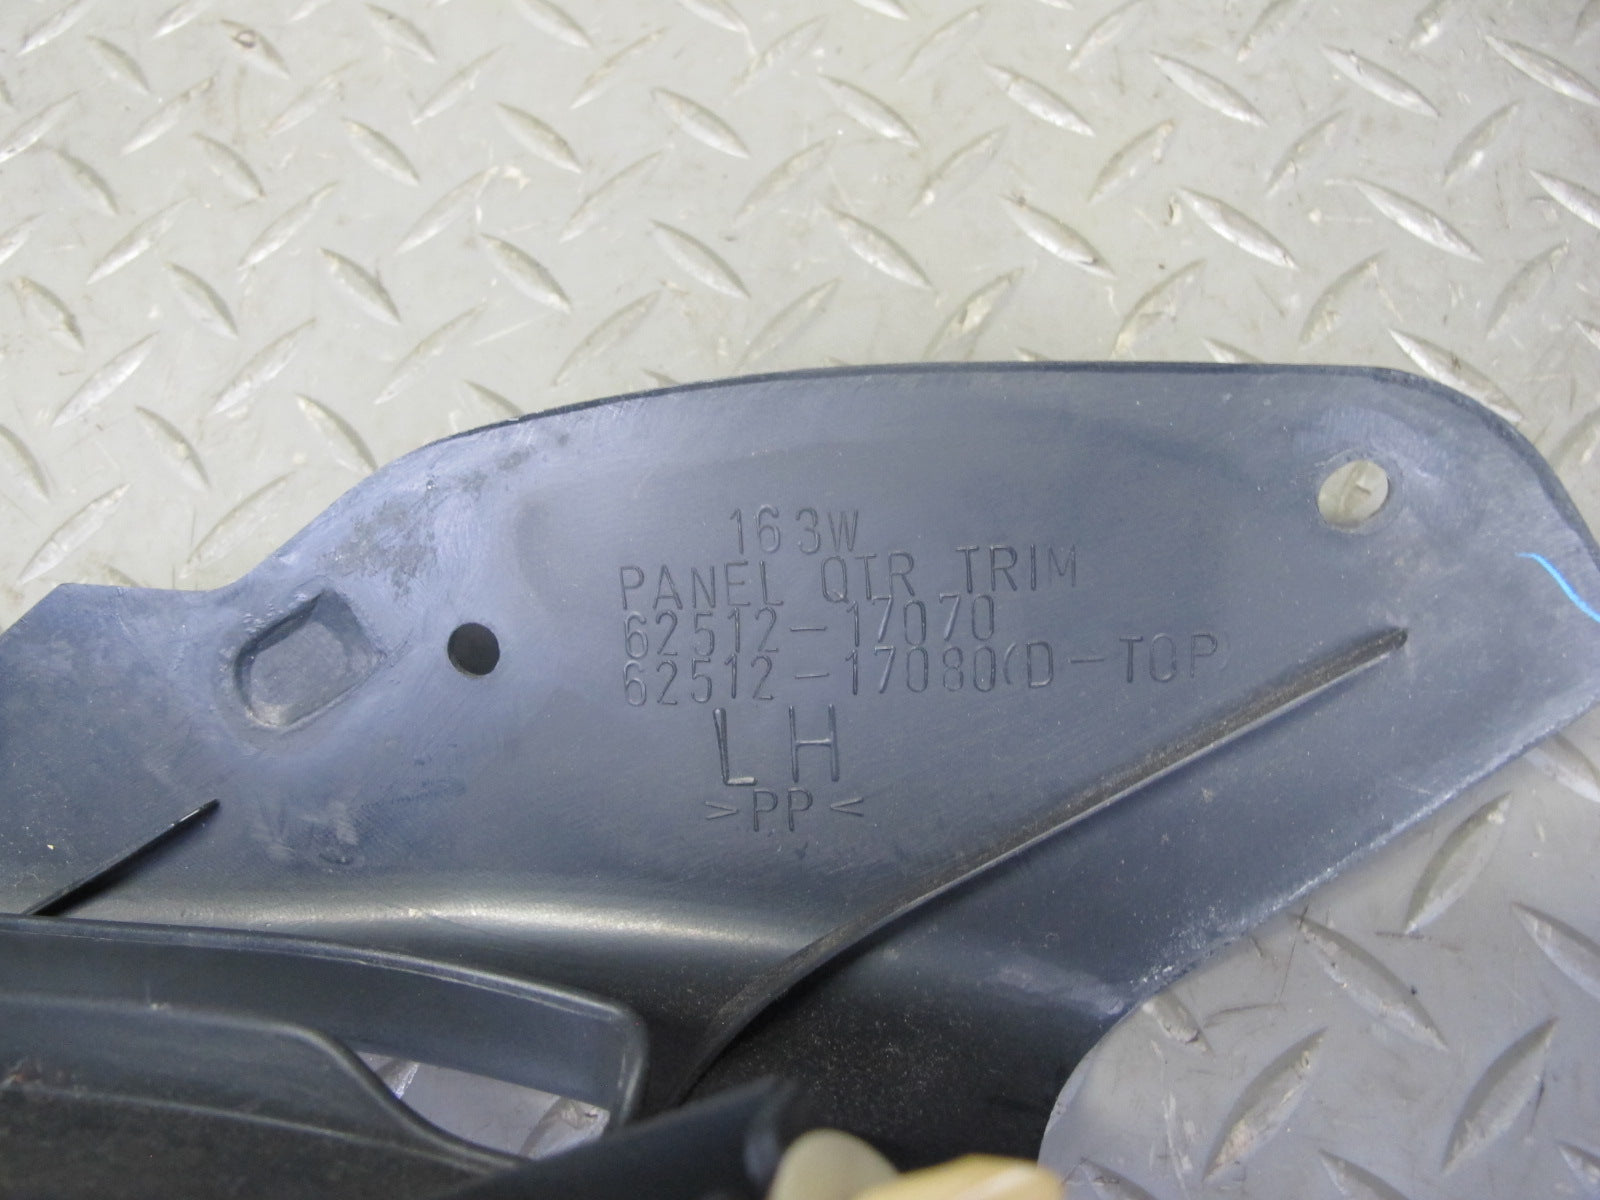 163W
PANEL QTR TRIM
62512-17070
62512-17080(D-TOP
LH
>PP<